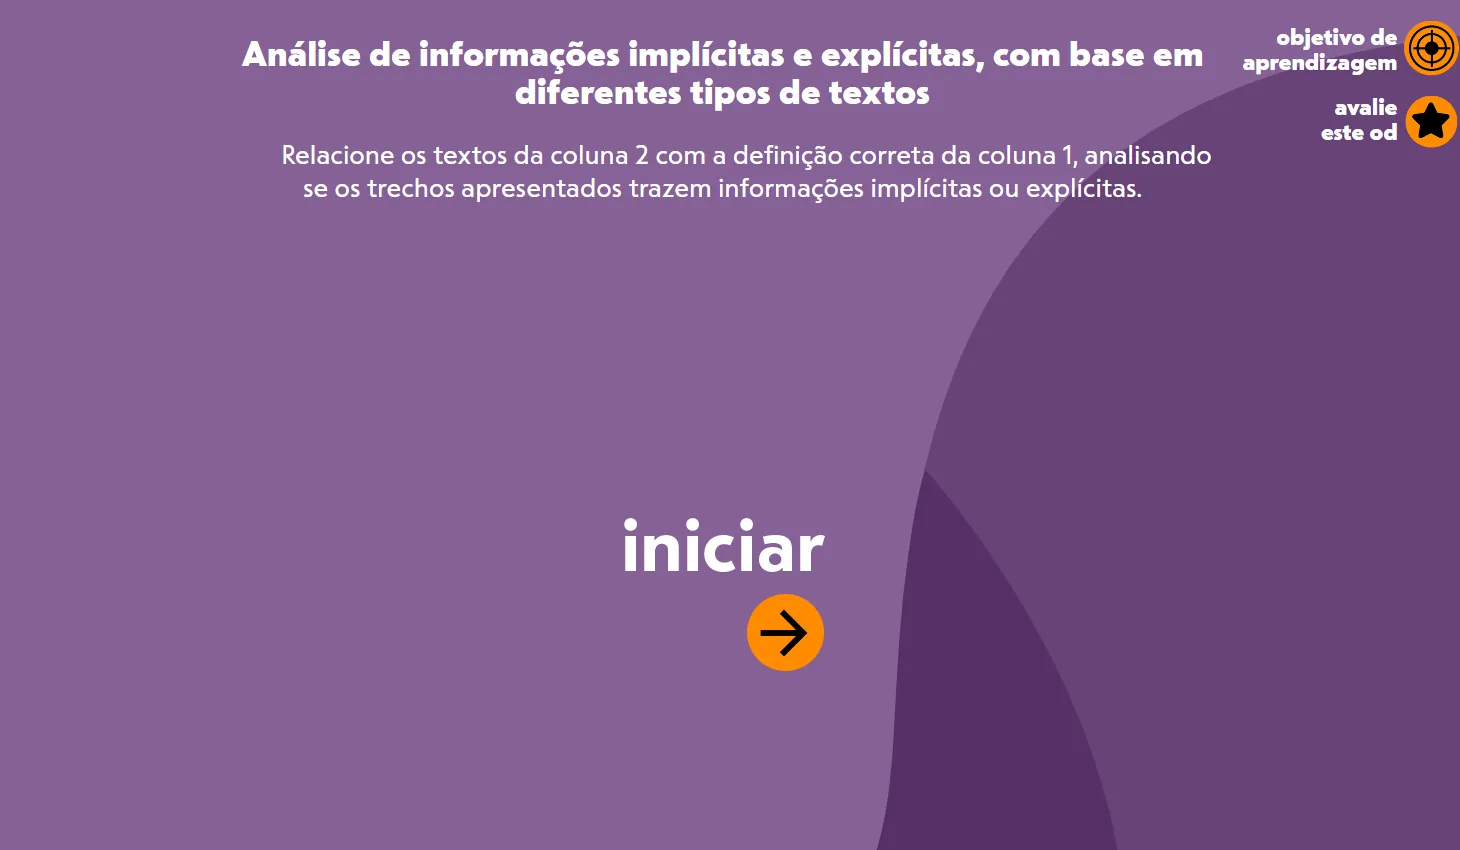 Análise de informações implícitas e explícitas, com base em
diferentes tipos de textos
Relacione os textos da coluna 2 com a definição correta da coluna 1, analisando
se os trechos apresentados trazem informações implícitas ou explícitas.
objetivo de
aprendizagem
avalie
este od
iniciar